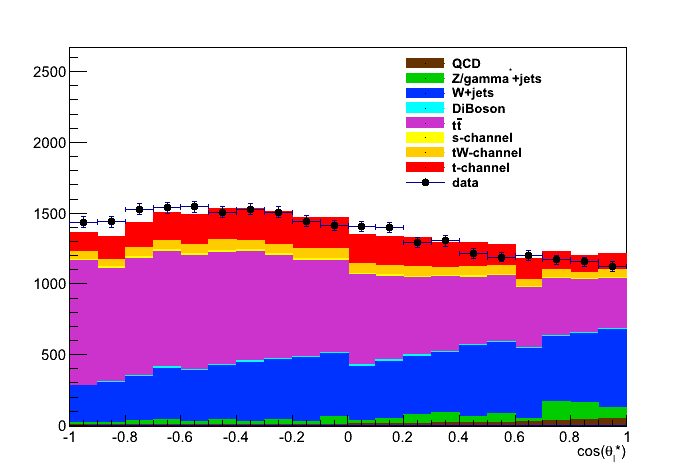 2500
2000
1500
1000
500
0
QCD
Z/gamma*+jets
W+jets
DiBoson
tt̄
s-channel
tW-channel
t-channel
data
-1 -0.8 -0.6 -0.4 -0.2 0 0.2 0.4 0.6 0.8 1
cos(θl*)